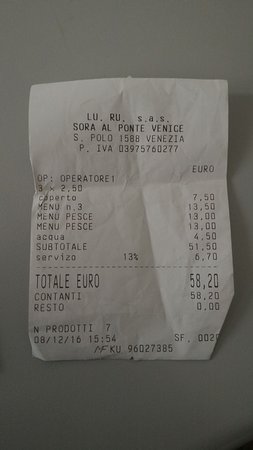 LU. RU. s.a.s.
SORA AL PONTE VENICE
S. POLO 1588 VENEZIA
P. IVA 03975760277
EURO
OP: OPERATORE1
3 x 2,50
coperto 7,50
MENU n.3 13,50
MENU PESCE 13,00
MENU PESCE 13,00
acqua 4,50
SUBTOTALE 51,50
servizo 13% 6,70
TOTALE EURO 58,20
CONTANTI 58,20
RESTO 0,00
N PRODOTTI 7
08/12/16 15:54 SF. 002
MF KU 96027385